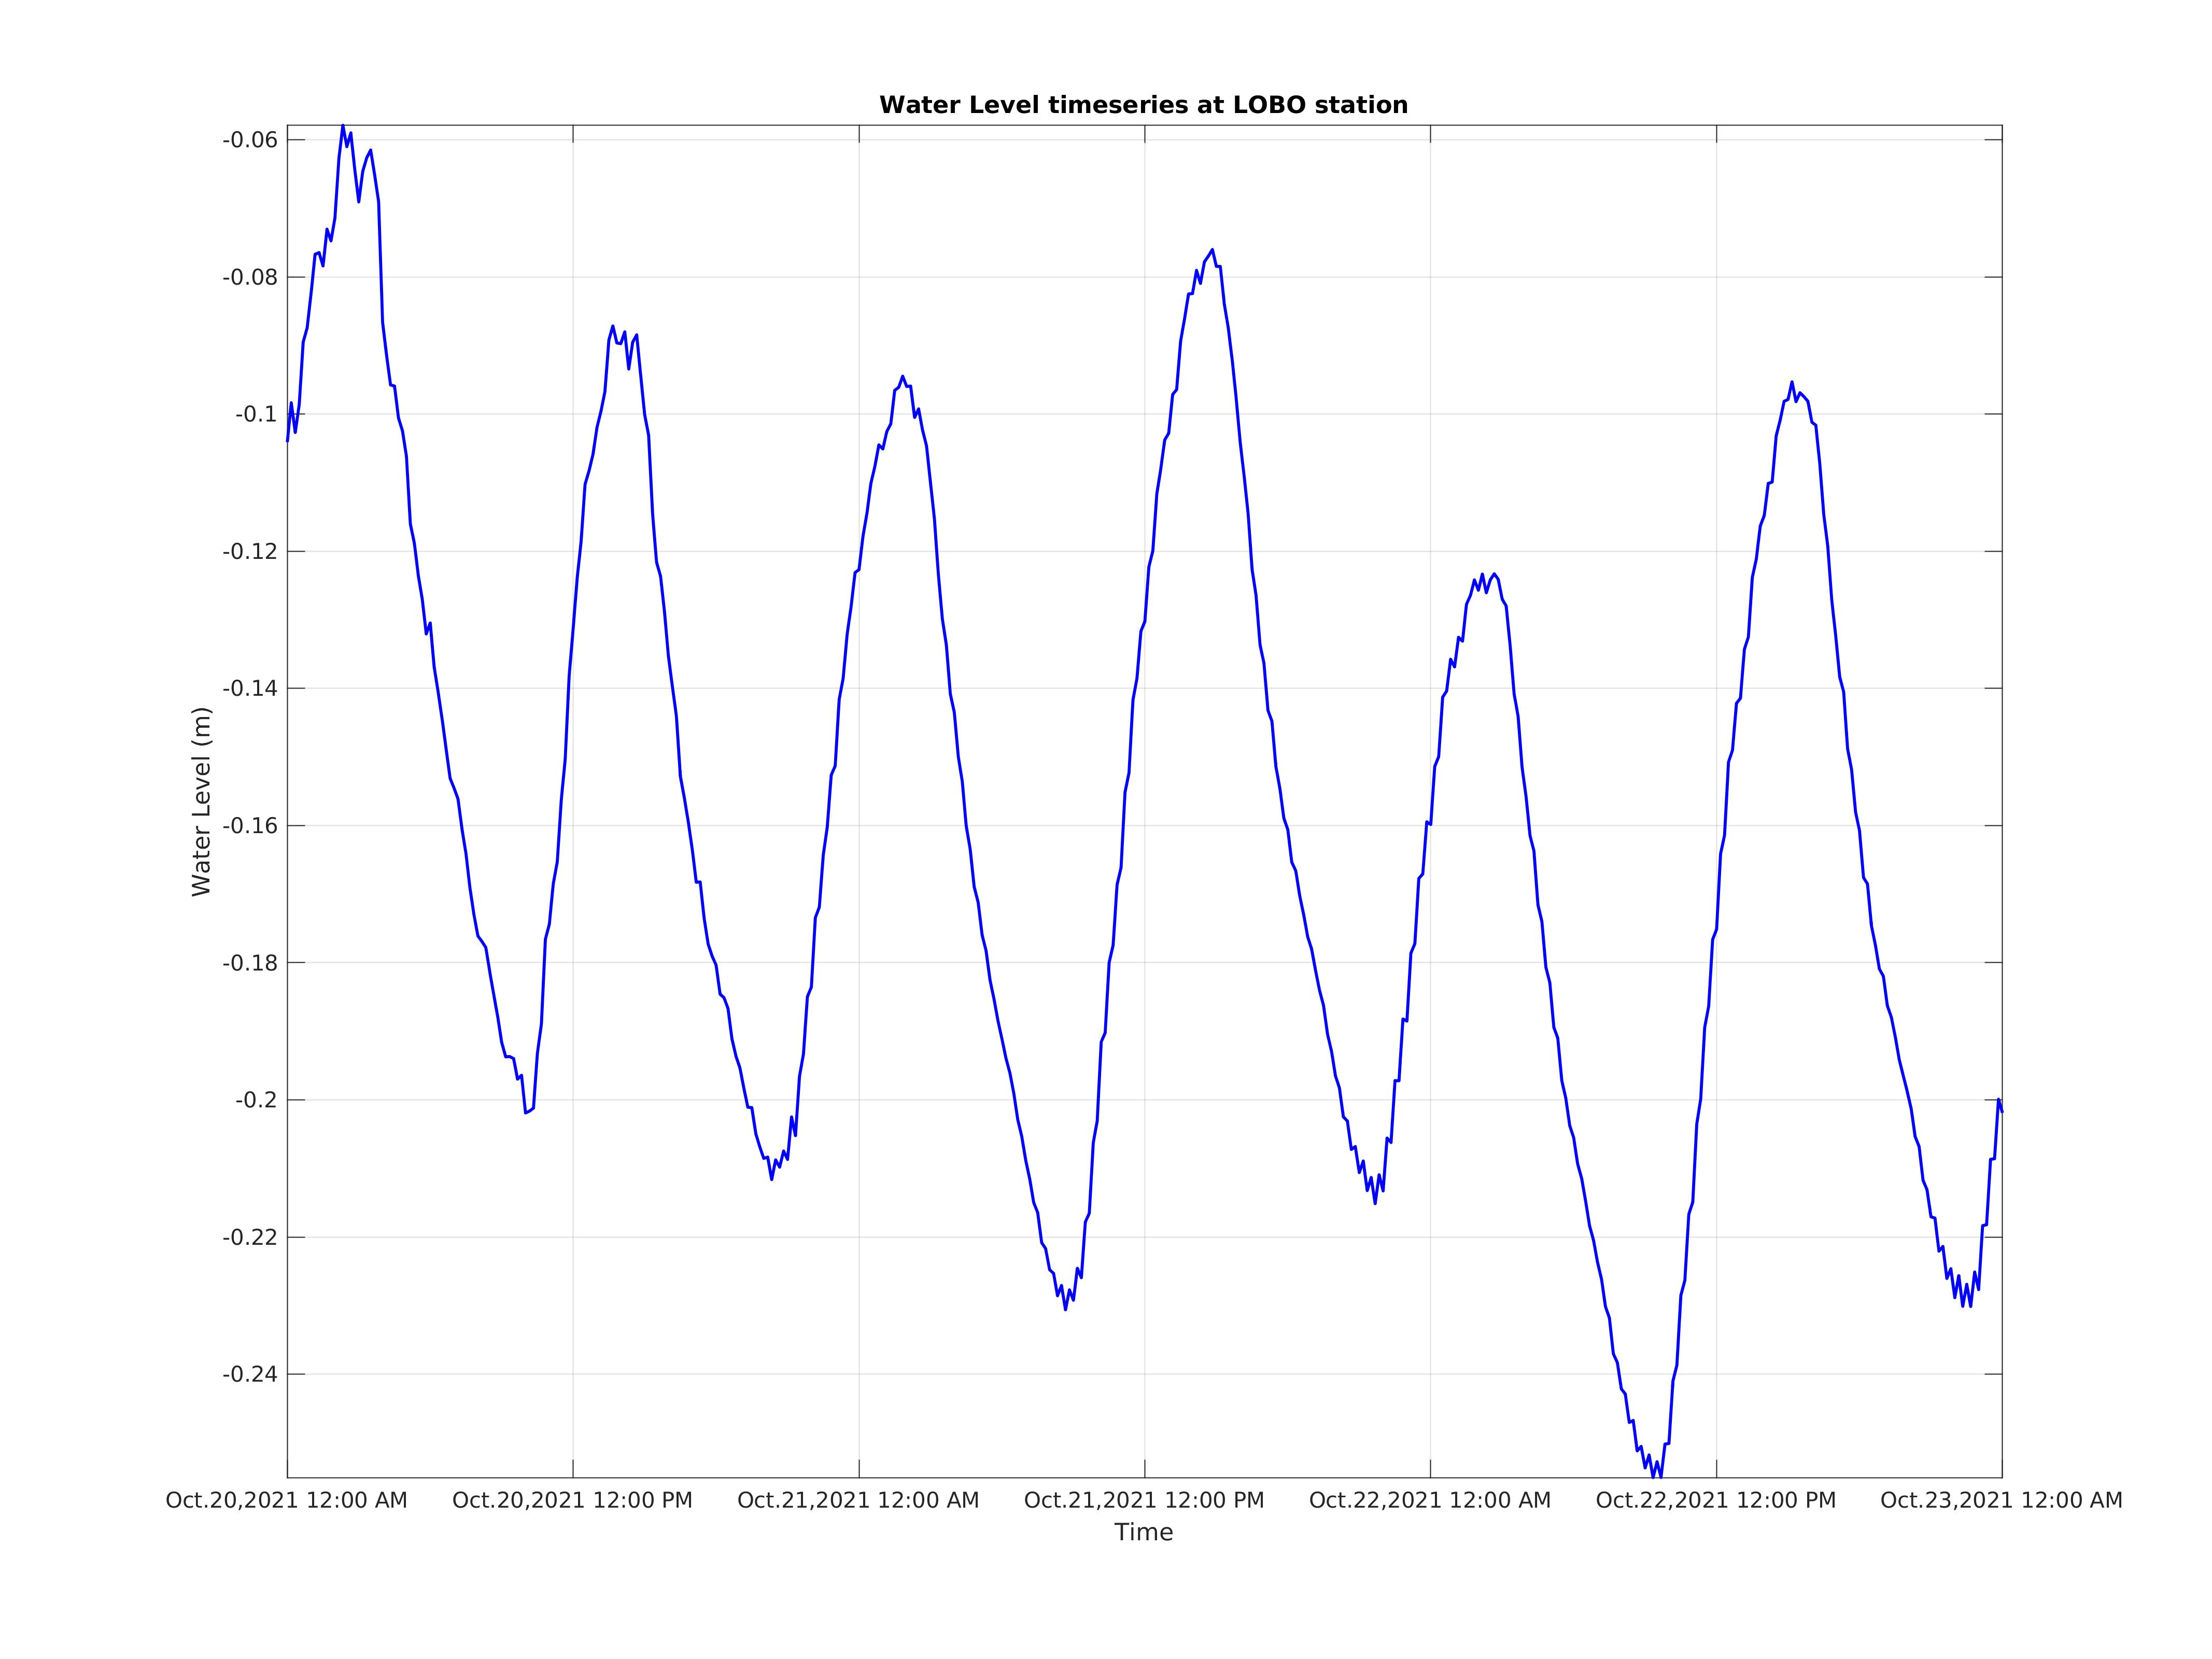 Water Level timeseries at LOBO station
-0.06
-0.08
-0.1
-0.12
-0.14
-0.16
-0.18
-0.2
-0.22
-0.24
Water Level (m)
Oct.20,2021 12:00 AM
Oct.20,2021 12:00 PM
Oct.21,2021 12:00 AM
Oct.21,2021 12:00 PM
Oct.22,2021 12:00 AM
Oct.22,2021 12:00 PM
Oct.23,2021 12:00 AM
Time